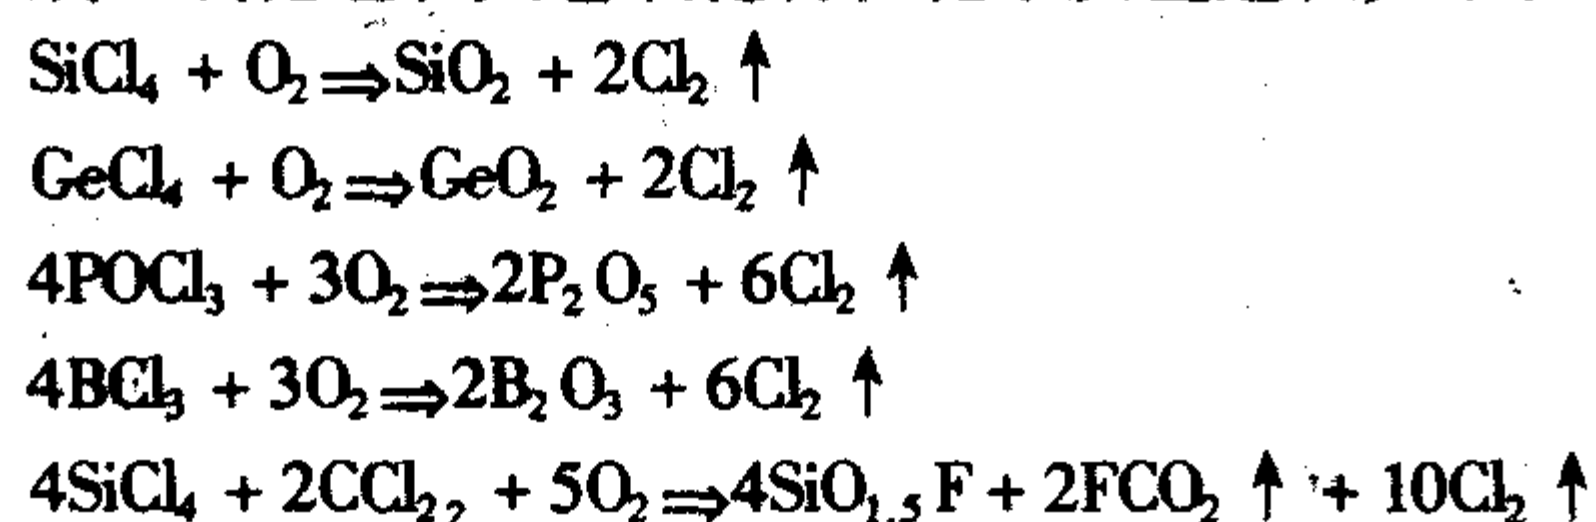 SiCl₄ + O₂ ⇒ SiO₂ + 2Cl₂ ↑
GeCl₄ + O₂ ⇒ GeO₂ + 2Cl₂ ↑
4POCl₃ + 3O₂ ⇒ 2P₂O₅ + 6Cl₂ ↑
4BCl₃ + 3O₂ ⇒ 2B₂O₃ + 6Cl₂ ↑
4SiCl₄ + 2CCl₂₂ + 5O₂ ⇒ 4SiO₁.₅F + 2FCO₂ ↑ + 10Cl₂ ↑